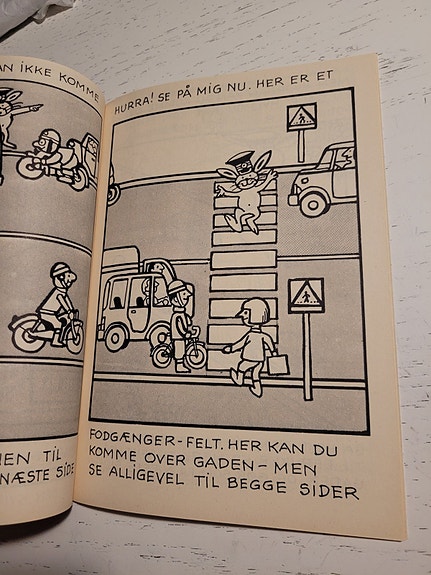 AN IKKE KOMME
MEN TIL
NÆSTE SIDE
HURRA! SE PÅ MIG NU. HER ER ET
FODGÆNGER-FELT. HER KAN DU
KOMME OVER GADEN - MEN
SE ALLIGEVEL TIL BEGGE SIDER